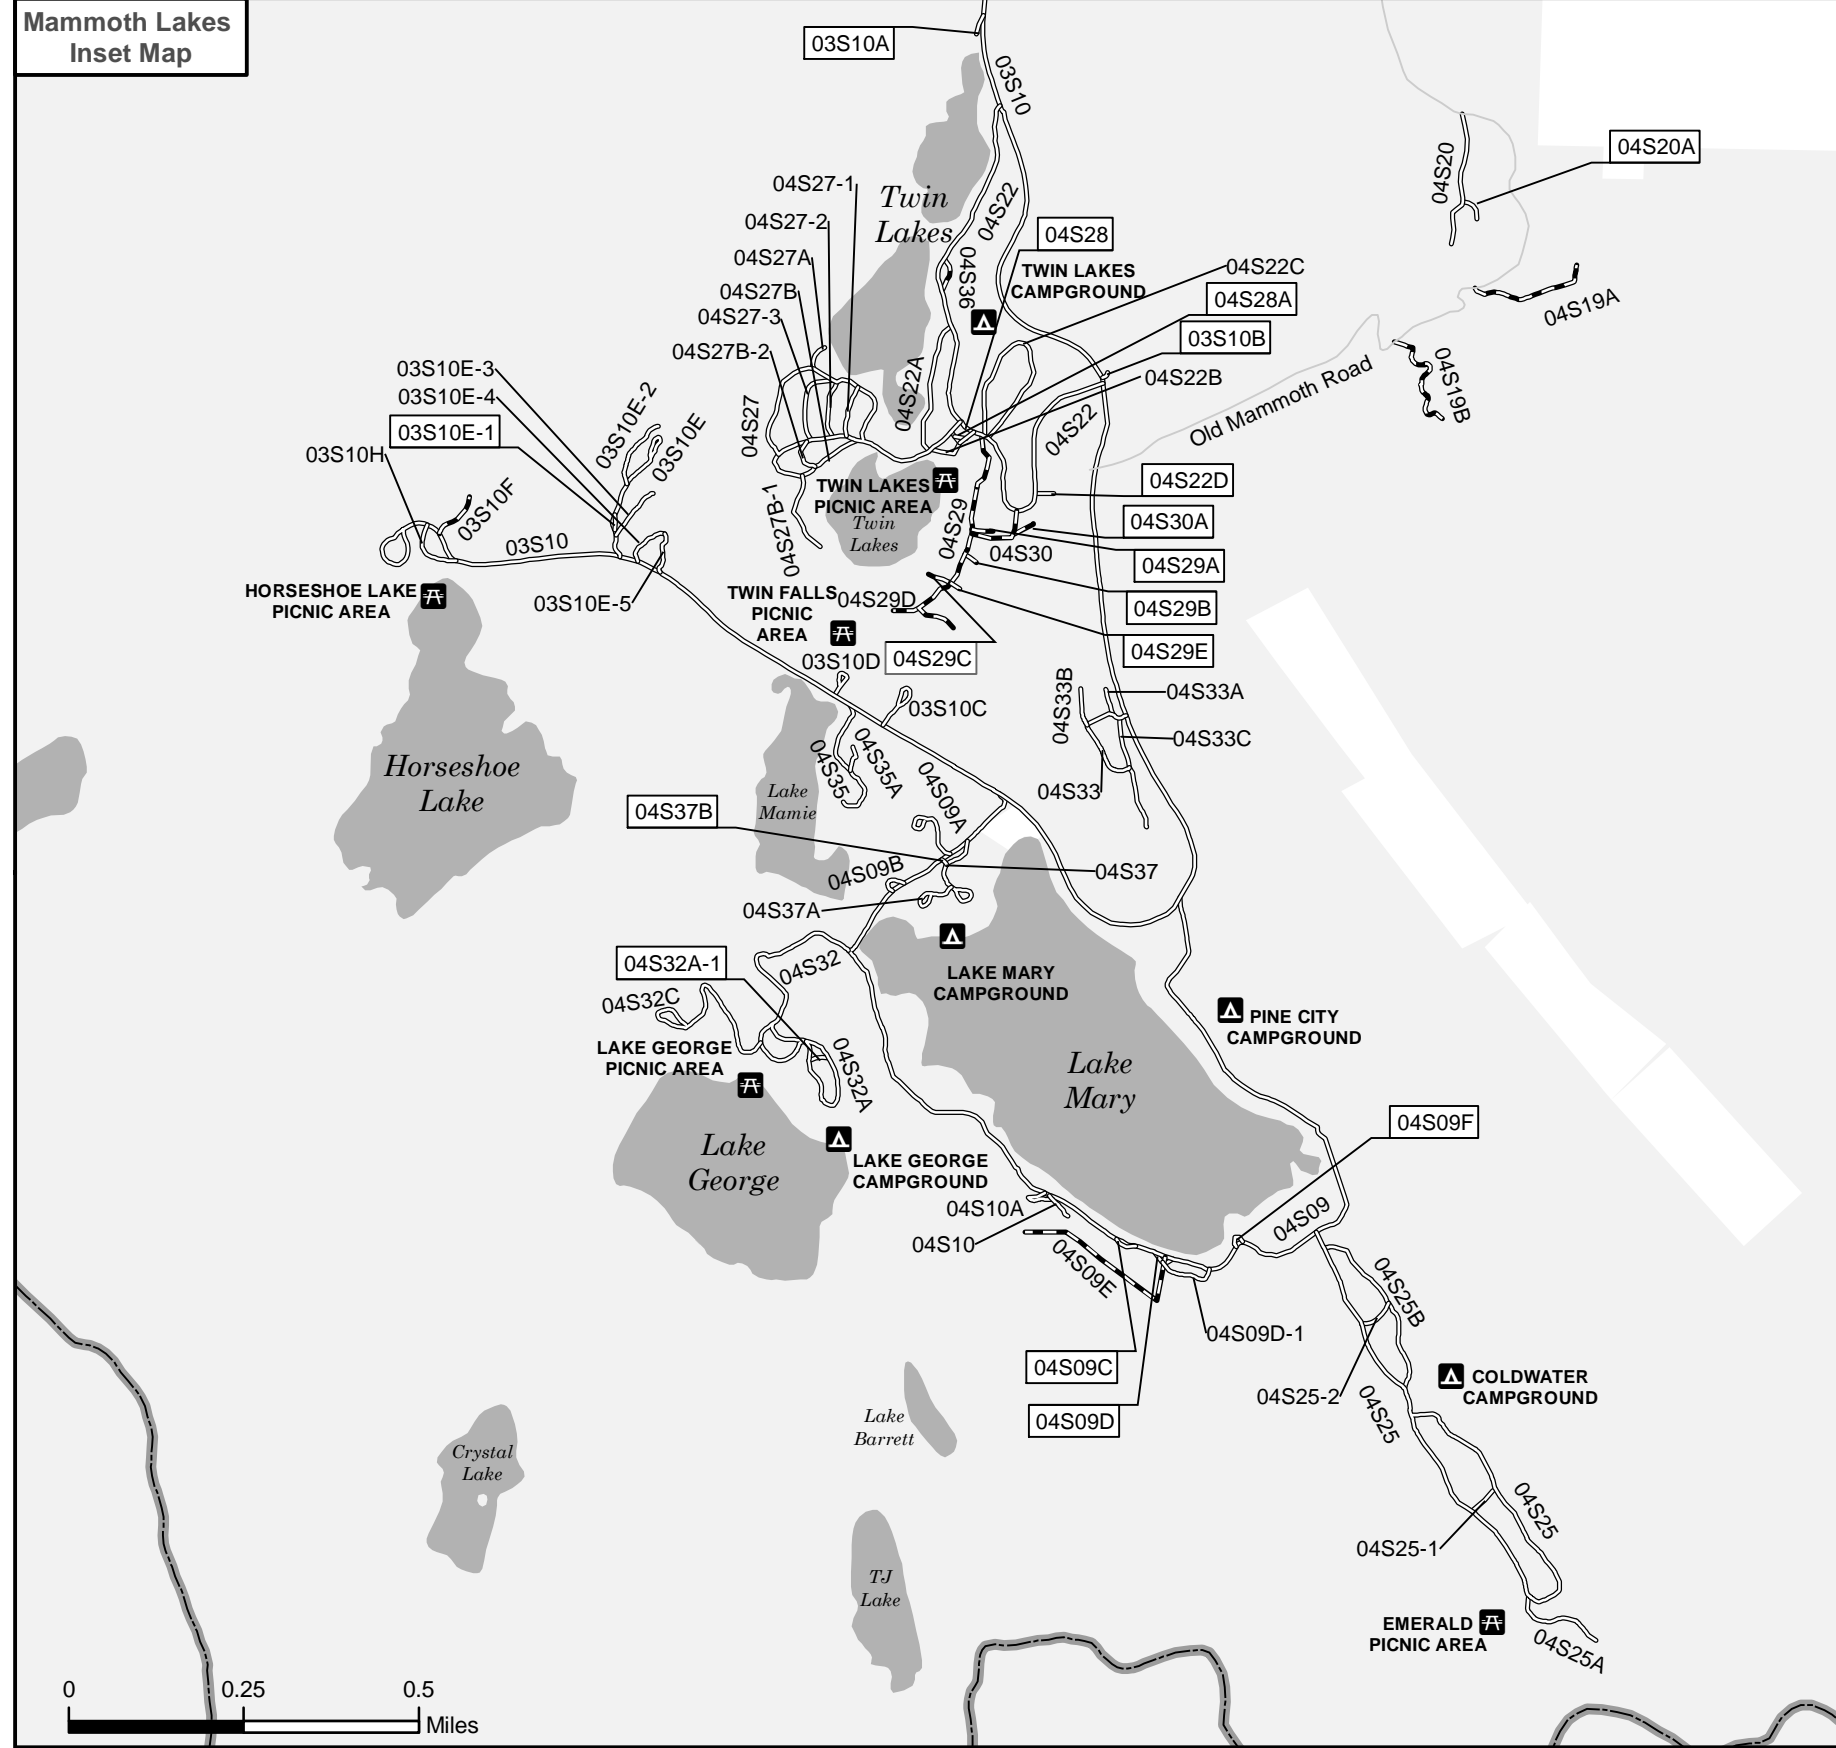 Mammoth Lakes
Inset Map
03S10A
03S10
04S20A
04S20
04S27-1
Twin
Lakes
04S22
04S27-2
04S28
04S27A
04S36
TWIN LAKES
CAMPGROUND
04S22C
04S27B
04S28A
04S19A
04S27-3
03S10B
04S27B-2
04S22B
04S19B
03S10E-3
03S10E-4
03S10E-1
03S10E-2
03S10E
04S27
04S22A
04S22
Old Mammoth Road
03S10H
03S10F
04S27B-1
TWIN LAKES
PICNIC AREA
Twin
Lakes
04S22D
04S29
04S30A
03S10
04S30
04S29A
HORSESHOE LAKE
PICNIC AREA
03S10E-5
TWIN FALLS
PICNIC
AREA
04S29D
04S29B
04S29E
03S10D
04S29C
04S33B
04S33A
03S10C
04S33C
Horseshoe
Lake
04S35
04S35A
04S09A
Lake
Mamie
04S33
04S37B
04S09B
04S37
04S37A
04S32A-1
04S32
LAKE MARY
CAMPGROUND
04S32C
PINE CITY
CAMPGROUND
LAKE GEORGE
PICNIC AREA
04S32A
Lake
Mary
Lake
George
04S09F
LAKE GEORGE
CAMPGROUND
04S10A
04S09
04S10
04S09E
04S25B
04S09D-1
04S09C
04S25-2
COLDWATER
CAMPGROUND
04S09D
04S25
Lake
Barrett
Crystal
Lake
04S25
04S25-1
TJ
Lake
EMERALD
PICNIC AREA
04S25A
0 0.25 0.5
Miles